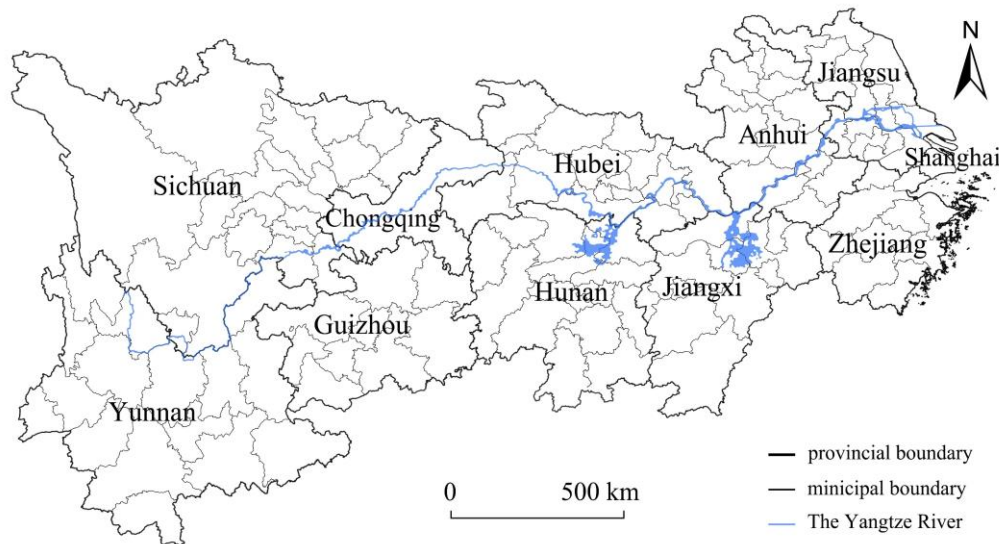 N
Jiangsu
Anhui
Shanghai
Hubei
Sichuan
Chongqing
Zhejiang
Hunan
Jiangxi
Guizhou
Yunnan
0 500 km
provincial boundary
minicipal boundary
The Yangtze River